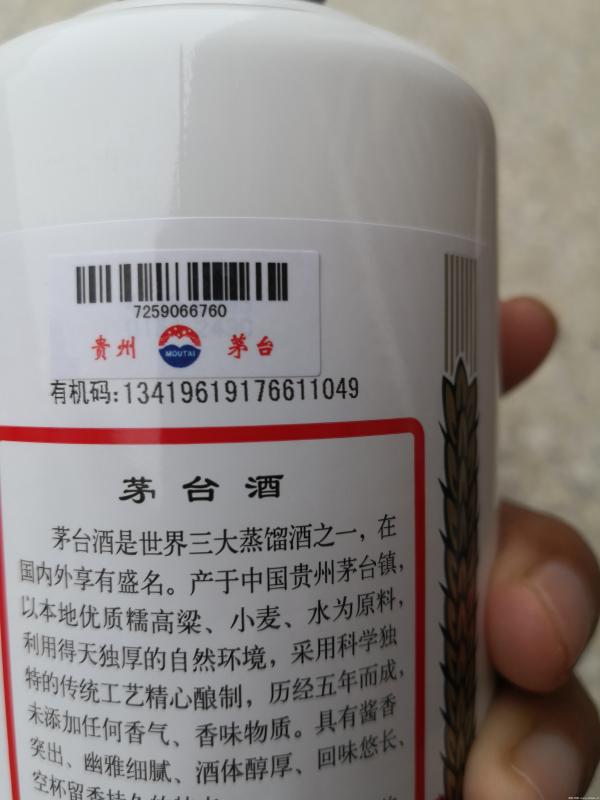 7259066760
贵州 MOUTAI 茅台
有机码:13419619176611049
茅台酒
茅台酒是世界三大蒸馏酒之一，在
国内外享有盛名。产于中国贵州茅台镇，
以本地优质糯高粱、小麦、水为原料，
利用得天独厚的自然环境，采用科学独
特的传统工艺精心酿制，历经五年而成，
未添加任何香气、香味物质。具有酱香
突出、幽雅细腻、酒体醇厚、回味悠长、
空杯留香持久的